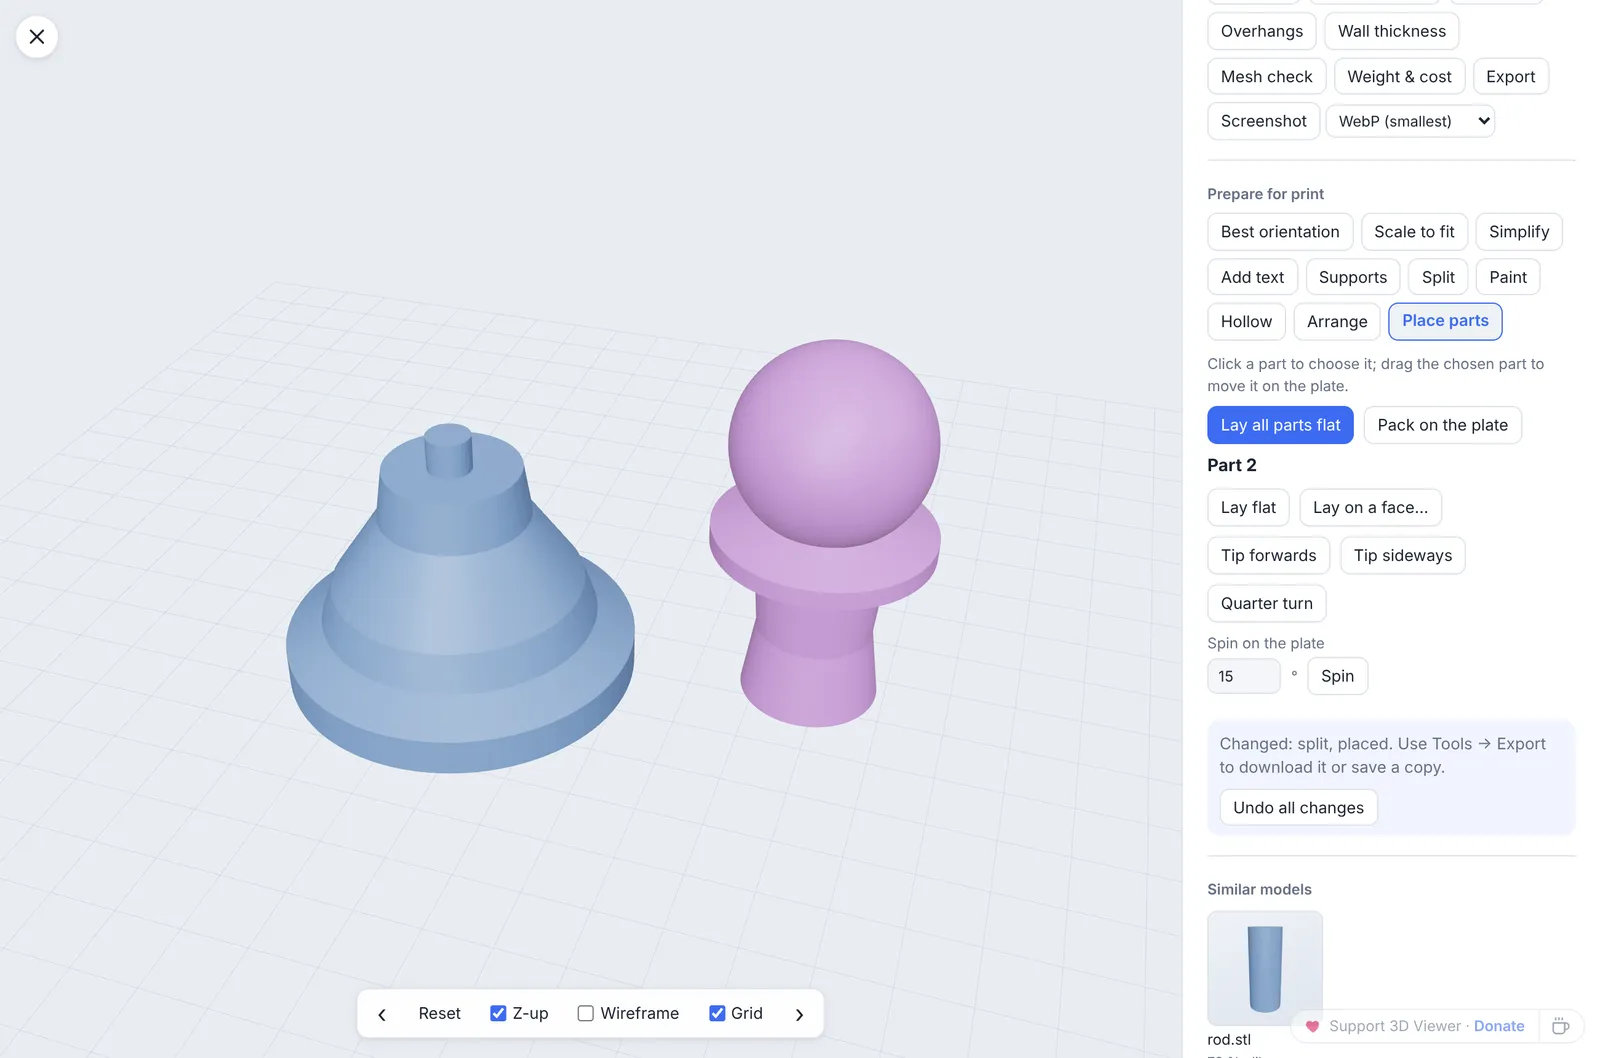 Overhangs
Wall thickness
Mesh check
Weight & cost
Export
Screenshot
WebP (smallest)
Prepare for print
Best orientation
Scale to fit
Simplify
Add text
Supports
Split
Paint
Hollow
Arrange
Place parts
Click a part to choose it; drag the chosen part to
move it on the plate.
Lay all parts flat
Pack on the plate
Part 2
Lay flat
Lay on a face...
Tip forwards
Tip sideways
Quarter turn
Spin on the plate
15
°
Spin
Changed: split, placed. Use Tools → Export
to download it or save a copy.
Undo all changes
Similar models
rod.stl
Support 3D Viewer · Donate
Reset
Z-up
Wireframe
Grid